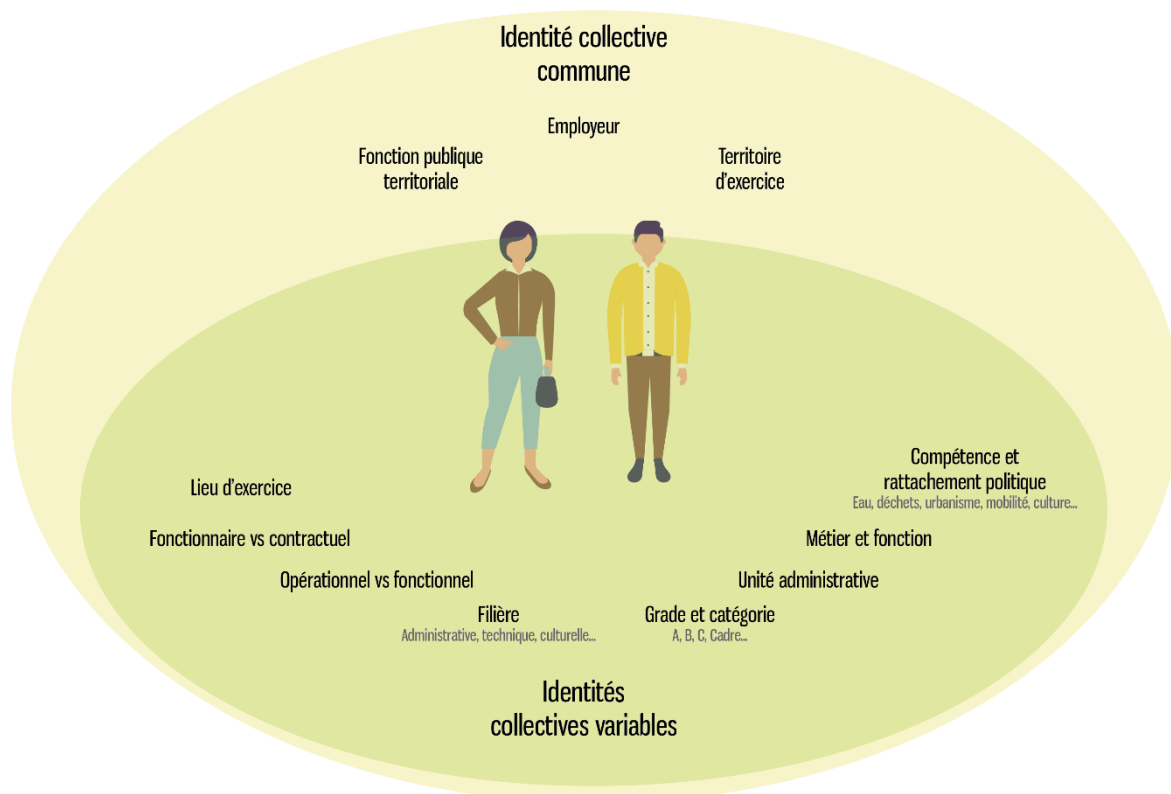 Identité collective
commune
Employeur
Fonction publique
territoriale
Territoire
d'exercice
Compétence et
rattachement politique
Eau, déchets, urbanisme, mobilité, culture...
Lieu d'exercice
Fonctionnaire vs contractuel
Métier et fonction
Opérationnel vs fonctionnel
Unité administrative
Filière
Administrative, technique, culturelle...
Grade et catégorie
A, B, C, Cadre...
Identités
collectives variables